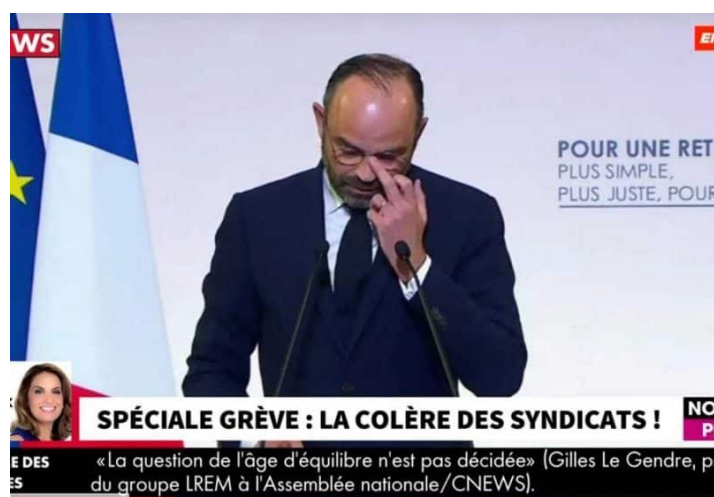 WS
POUR UNE RET
PLUS SIMPLE,
PLUS JUSTE, POUR
SPÉCIALE GRÈVE : LA COLÈRE DES SYNDICATS !
NO
P
E DES
ES
«La question de l'âge d'équilibre n'est pas décidée» (Gilles Le Gendre, p
du groupe LREM à l'Assemblée nationale/CNEWS).